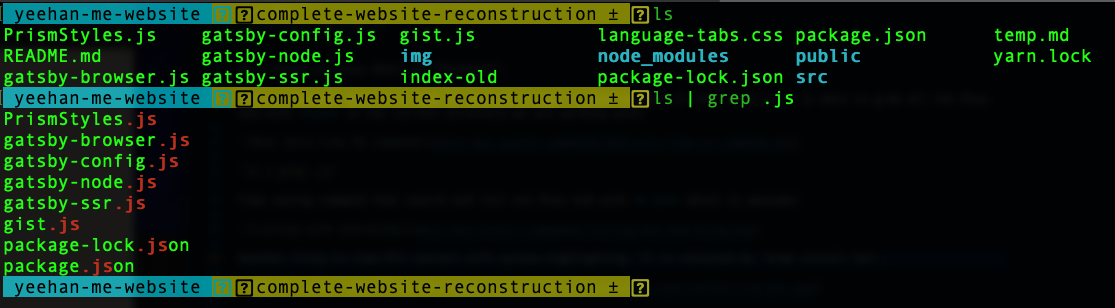 yeehan-me-website complete-website-reconstruction ± ls
PrismStyles.js gatsby-config.js gist.js language-tabs.css package.json temp.md
README.md gatsby-node.js img node_modules public yarn.lock
gatsby-browser.js gatsby-ssr.js index-old package-lock.json src
yeehan-me-website complete-website-reconstruction ± ls | grep .js
PrismStyles.js
gatsby-browser.js
gatsby-config.js
gatsby-node.js
gatsby-ssr.js
gist.js
package-lock.json
package.json
yeehan-me-website complete-website-reconstruction ±